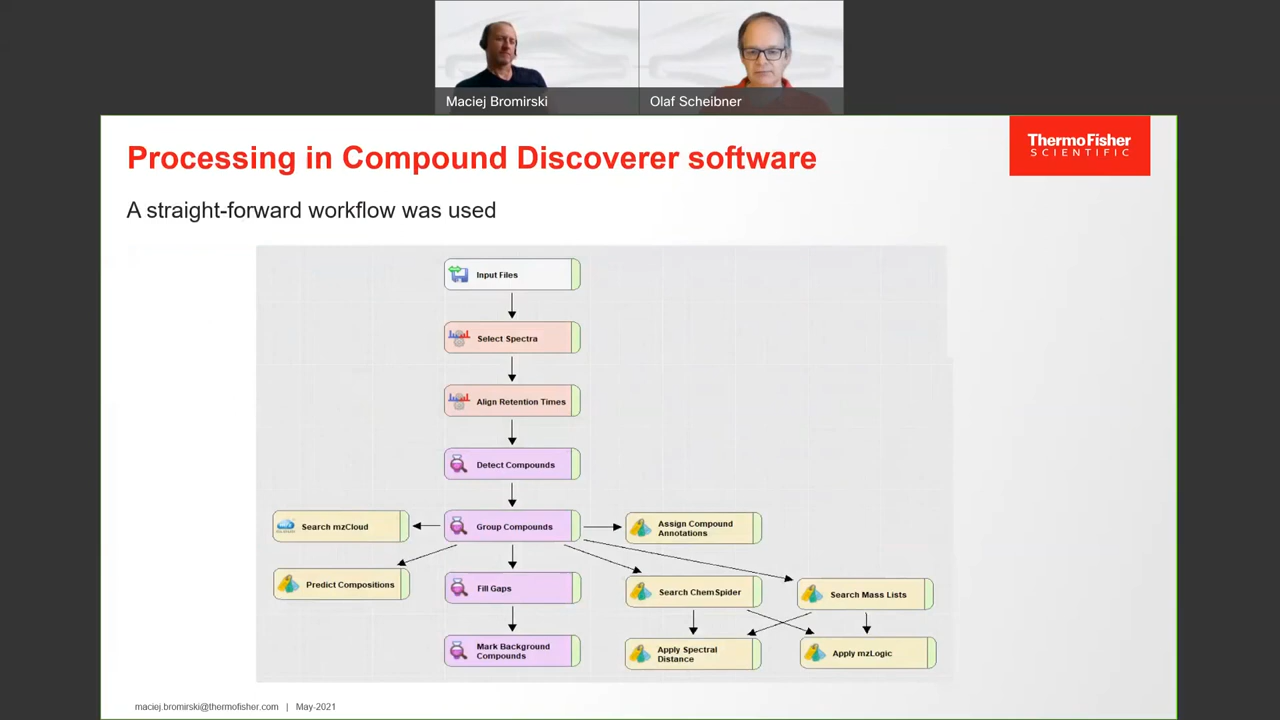 Maciej Bromirski
Olaf Scheibner
Processing in Compound Discoverer software
ThermoFisher
SCIENTIFIC
A straight-forward workflow was used
Input Files
Select Spectra
Align Retention Times
Detect Compounds
Search mzCloud
Group Compounds
Assign Compound
Annotations
Predict Compositions
Fill Gaps
Search ChemSpider
Search Mass Lists
Mark Background
Compounds
Apply Spectral
Distance
Apply mzLogic
maciej.bromirski@thermofisher.com | May-2021